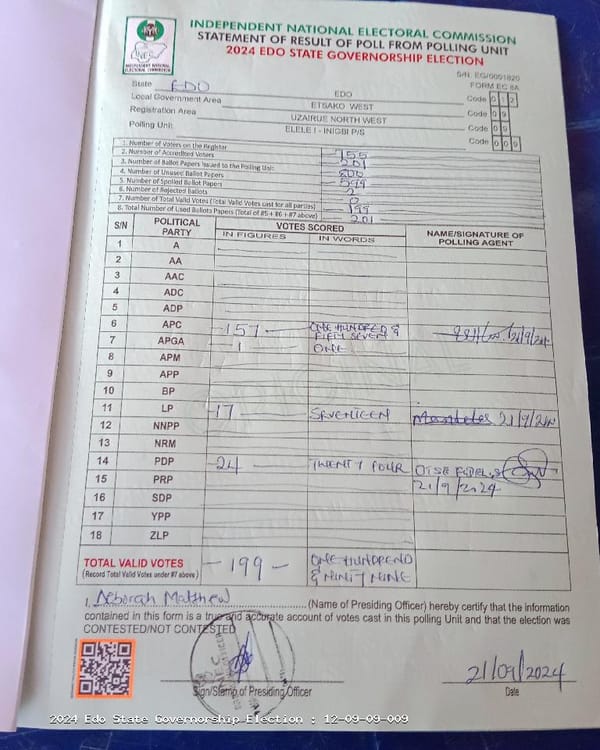 INDEPENDENT NATIONAL ELECTORAL COMMISSION
STATEMENT OF RESULT OF POLL FROM POLLING UNIT
2024 EDO STATE GOVERNORSHIP ELECTION
S/N: EG/0001820
FORM EC 8A
State EDO EDO Code 0 1 2
Local Government Area ETSAKO WEST Code 0 9
Registration Area UZAIRUE NORTH WEST Code 0 9
Polling Unit ELELE I - INIGBI P/S Code 0 0 9
1. Number of Voters on the Register 755
2. Number of Accredited Voters 201
3. Number of Ballot Papers Issued to the Polling Unit
4. Number of Unused Ballot Papers 599
5. Number of Spoiled Ballot Papers 2
6. Number of Rejected Ballots 0
7. Number of Total Valid Votes (Total Valid Votes cast for all parties) 199
8. Total Number of Used Ballots Papers (Total of #5 + #6 + #7 above) 201
S/N POLITICAL PARTY VOTES SCORED NAME/SIGNATURE OF POLLING AGENT
IN FIGURES IN WORDS
1 A
2 AA
3 AAC
4 ADC
5 ADP
6 APC 157 ONE HUNDRED & FIFTY SEVEN 21/9/24
7 APGA 1 ONE
8 APM
9 APP
10 BP
11 LP 17 SEVENTEEN 21/9/24
12 NNPP
13 NRM
14 PDP 24 TWENTY FOUR
15 PRP 21/9/2024
16 SDP
17 YPP
18 ZLP
TOTAL VALID VOTES - 199 - ONE HUNDREND & NINITY NINE
(Record Total Valid Votes under #7 above)
I, Deborah Matthew (Name of Presiding Officer) hereby certify that the information
contained in this form is a true and accurate account of votes cast in this polling Unit and that the election was
CONTESTED/NOT CONTESTED
21/09/2024
Sign/Stamp of Presiding Officer Date
2024 Edo State Governorship Election : 12-09-09-009